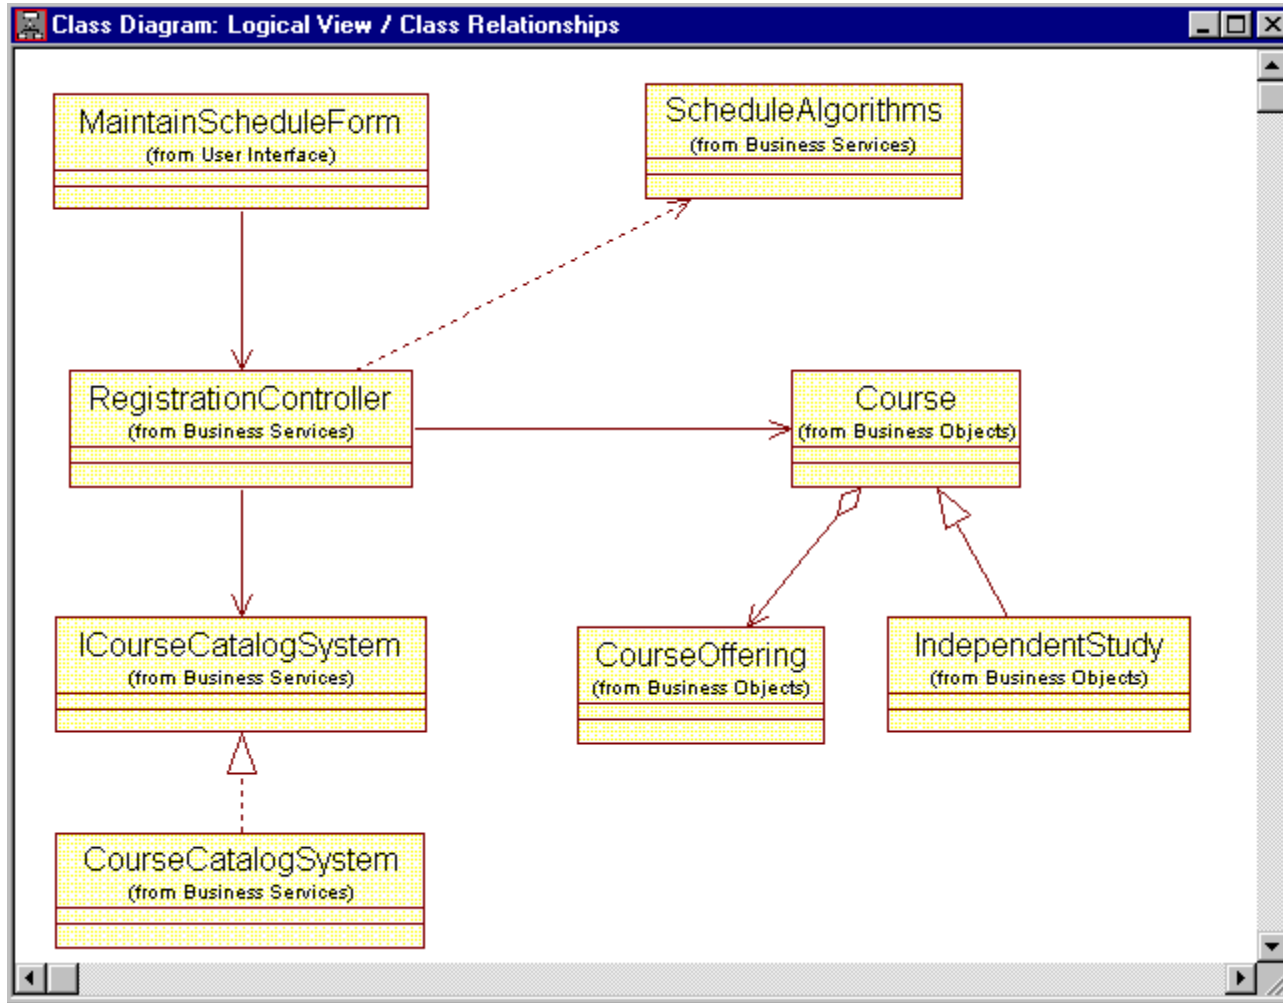 Class Diagram: Logical View / Class Relationships
MaintainScheduleForm
(from User Interface)
ScheduleAlgorithms
(from Business Services)
RegistrationController
(from Business Services)
Course
(from Business Objects)
ICourseCatalogSystem
(from Business Services)
CourseOffering
(from Business Objects)
IndependentStudy
(from Business Objects)
CourseCatalogSystem
(from Business Services)